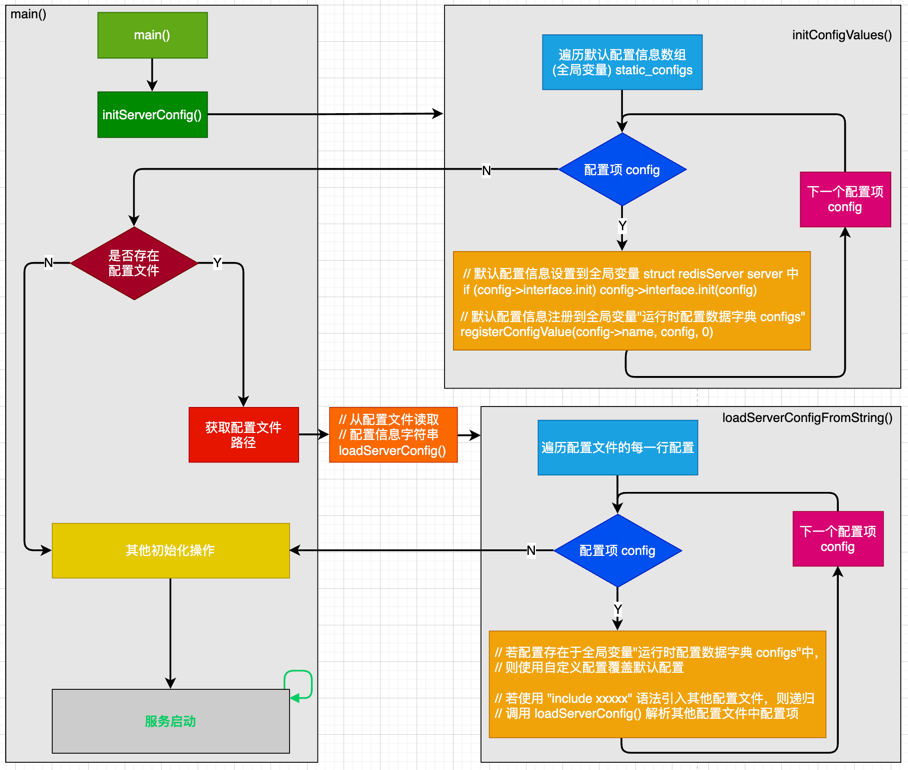 main()
main()
initServerConfig()
N
是否存在
配置文件
N
Y
获取配置文件
路径
// 从配置文件读取
// 配置信息字符串
loadServerConfig()
其他初始化操作
服务启动
initConfigValues()
遍历默认配置信息数组
(全局变量) static_configs
配置项 config
Y
下一个配置项
config
// 默认配置信息设置到全局变量 struct redisServer server 中
if (config->interface.init) config->interface.init(config)
// 默认配置信息注册到全局变量"运行时配置数据字典 configs"
registerConfigValue(config->name, config, 0)
loadServerConfigFromString()
遍历配置文件的每一行配置
配置项 config
N
Y
下一个配置项
config
// 若配置存在于全局变量"运行时配置数据字典 configs"中，
// 则使用自定义配置覆盖默认配置
// 若使用 "include xxxxx" 语法引入其他配置文件，则递归
// 调用 loadServerConfig() 解析其他配置文件中配置项